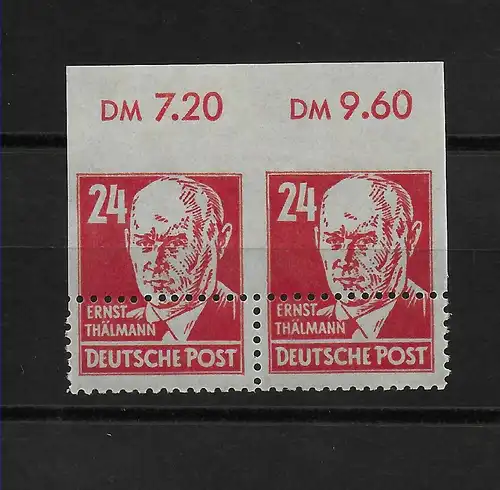 DM 7.20 DM 9.60
24 24
ERNST ERNST
THÄLMANN THÄLMANN
DEUTSCHE POST DEUTSCHE POST